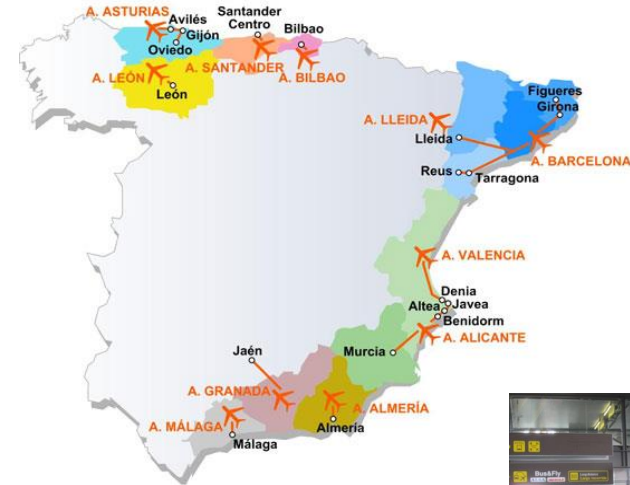 A. ASTURIAS
Avilés
Gijón
Oviedo
Santander
Centro
Bilbao
A. SANTANDER
A. BILBAO
A. LEÓN
León
Figueres
Girona
A. LLEIDA
Lleida
A. BARCELONA
Reus
Tarragona
A. VALENCIA
Denia
Javea
Altea
Benidorm
A. ALICANTE
Murcia
Jaén
A. GRANADA
A. ALMERÍA
Almería
A. MÁLAGA
Málaga
Bus&Fly